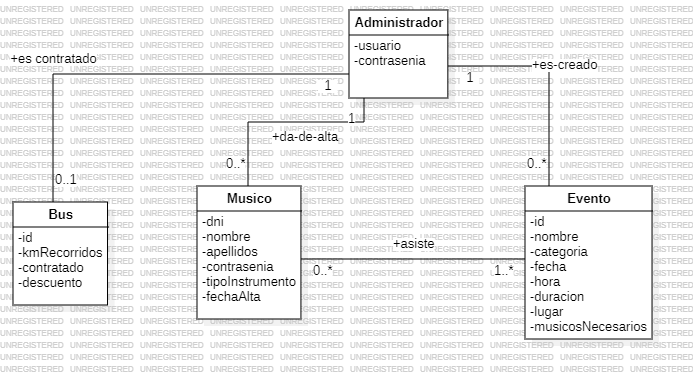 Administrador
-usuario
-contrasenia
+es contratado
1
0..1
1
+da-de-alta
0..*
1
+es-creado
0..*
Bus
-id
-kmRecorridos
-contratado
-descuento
Musico
-dni
-nombre
-apellidos
-contrasenia
-tipoInstrumento
-fechaAlta
+asiste
0..*
1..*
Evento
-id
-nombre
-categoria
-fecha
-hora
-duracion
-lugar
-musicosNecesarios
UNREGISTERED